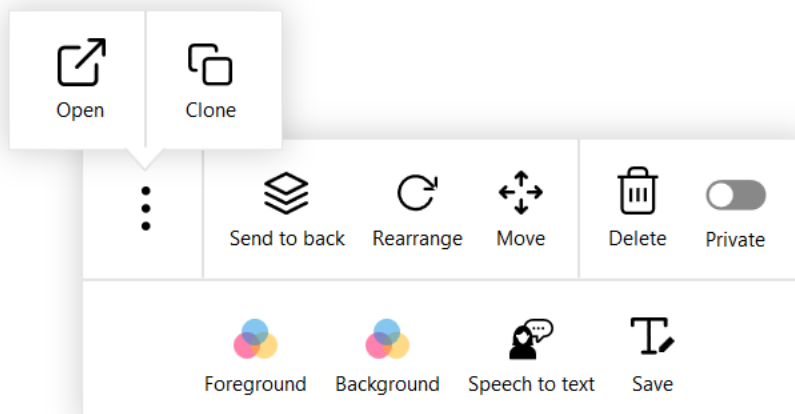 Open
Clone
Send to back
Rearrange
Move
Delete
Private
Foreground
Background
Speech to text
Save